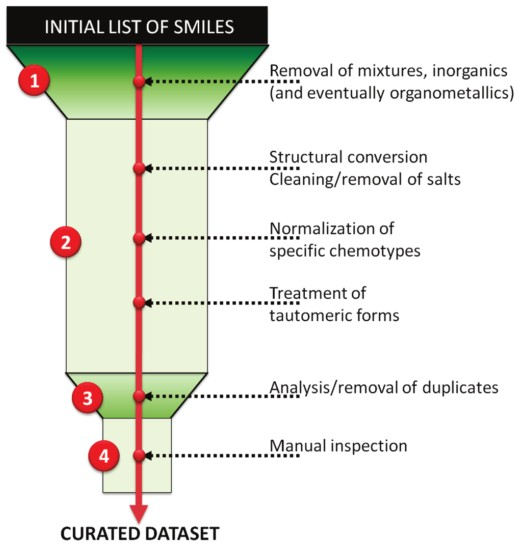 INITIAL LIST OF SMILES
1
Removal of mixtures, inorganics
(and eventually organometallics)
Structural conversion
Cleaning/removal of salts
2
Normalization of
specific chemotypes
Treatment of
tautomeric forms
3
Analysis/removal of duplicates
4
Manual inspection
CURATED DATASET